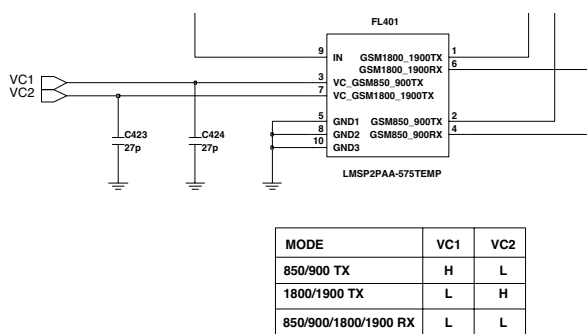 FL401
9 IN GSM1800_1900TX 1
GSM1800_1900RX 6
VC1 3 VC_GSM850_900TX
VC2 7 VC_GSM1800_1900TX
5 GND1 GSM850_900TX 2
8 GND2 GSM850_900RX 4
10 GND3
C423
27p
C424
27p
LMSP2PAA-575TEMP
MODE VC1 VC2
850/900 TX H L
1800/1900 TX L H
850/900/1800/1900 RX L L